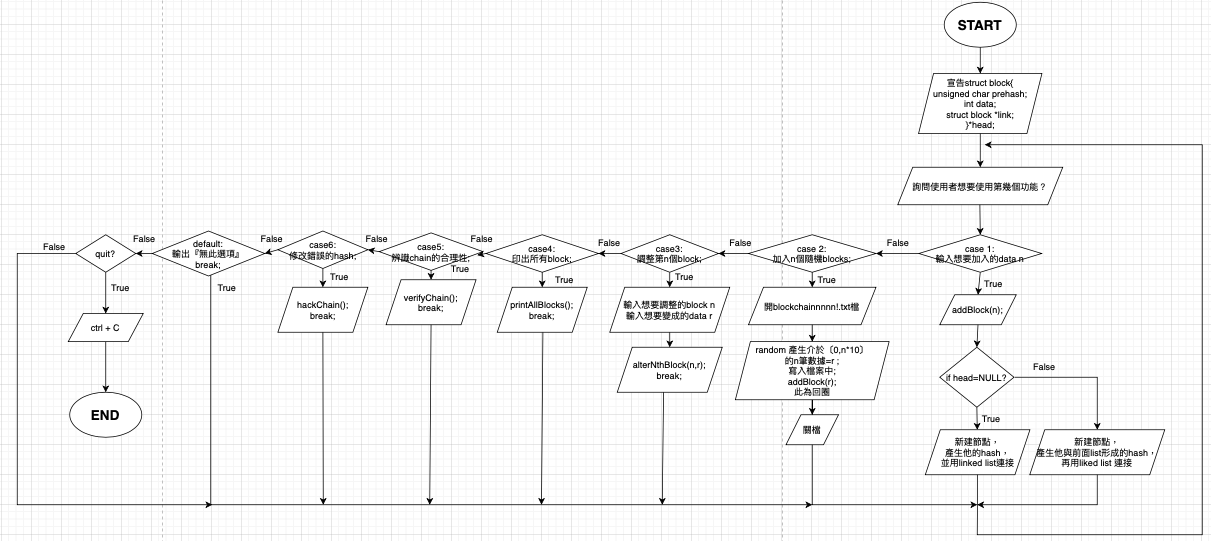 START
宣告struct block{
unsigned char prehash;
int data;
struct block *link;
}*head;
詢問使用者想要使用第幾個功能？
case 1:
輸入想要加入的data n
False
True
addBlock(n);
if head=NULL?
False
True
新建節點，
產生他的hash，
並用linked list連接
新建節點，
產生他與前面list形成的hash，
再用liked list 連接
case 2:
加入n個隨機blocks;
False
True
開blockchainnnnn!.txt檔
random 產生介於〔0,n*10〕
的n筆數據=r ;
寫入檔案中;
addBlock(r);
此為回圈
關檔
case3:
調整第n個block;
False
True
輸入想要調整的block n
輸入想要變成的data r
alterNthBlock(n,r);
break;
case4:
印出所有block;
False
True
printAllBlocks();
break;
case5:
辨識chain的合理性;
False
True
verifyChain();
break;
case6:
修改錯誤的hash;
False
True
hackChain();
break;
default:
輸出『無此選項』
break;
False
True
quit?
False
True
ctrl + C
END